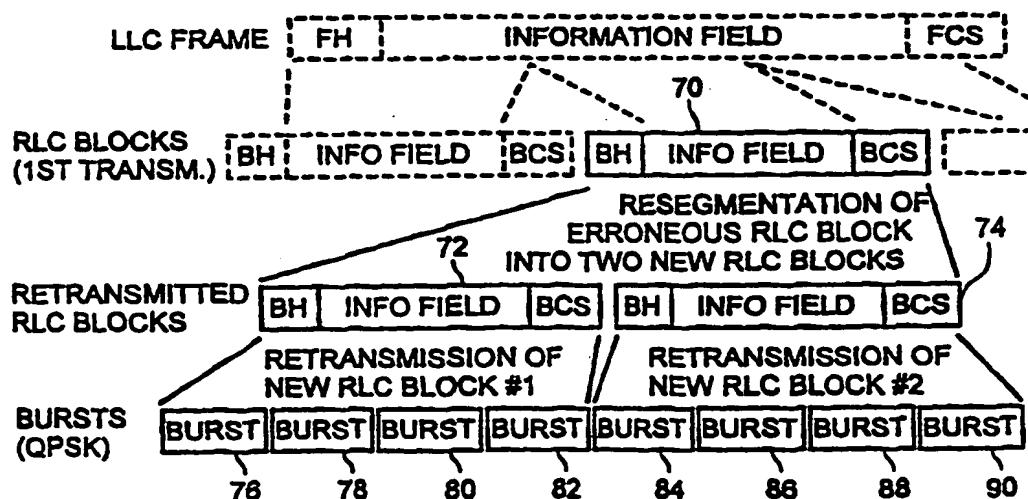 LLC FRAME FH INFORMATION FIELD FCS
70
RLC BLOCKS
(1ST TRANSM.)
BH INFO FIELD BCS BH INFO FIELD BCS
RESEGMENTATION OF
ERRONEOUS RLC BLOCK
INTO TWO NEW RLC BLOCKS
72
74
RETRANSMITTED
RLC BLOCKS
BH INFO FIELD BCS BH INFO FIELD BCS
RETRANSMISSION OF
NEW RLC BLOCK #1
RETRANSMISSION OF
NEW RLC BLOCK #2
BURSTS
(QPSK)
BURST BURST BURST BURST BURST BURST BURST BURST
76 78 80 82 84 86 88 90